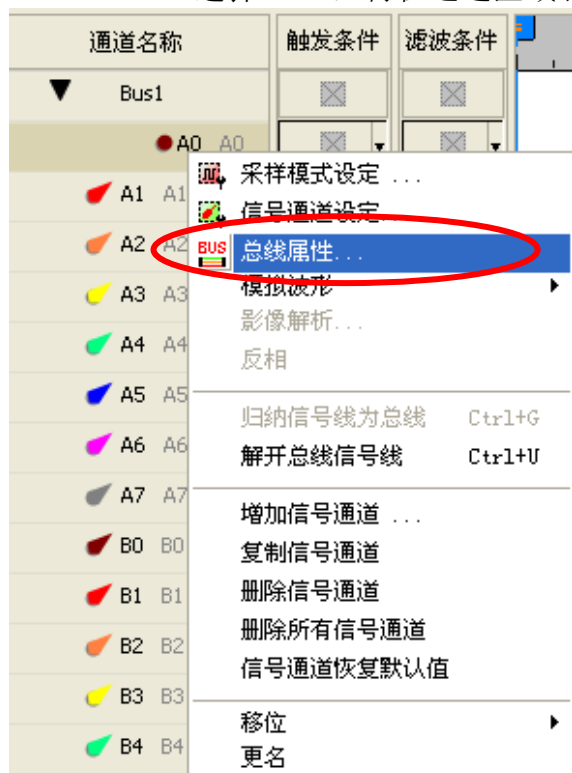 通道名称 触发条件 滤波条件
Bus1
A0 A0
采样模式设定 ...
A1 A1
信号通道设定...
A2 A2
BUS 总线属性...
模拟波形
A3 A3
影像解析...
A4 A4
反相
A5 A5
归纳信号线为总线 Ctrl+G
A6 A6
解开总线信号线 Ctrl+U
A7 A7
增加信号通道 ...
B0 B0
复制信号通道
B1 B1
删除信号通道
删除所有信号通道
B2 B2
信号通道恢复默认值
B3 B3
移位
B4 B4
更名